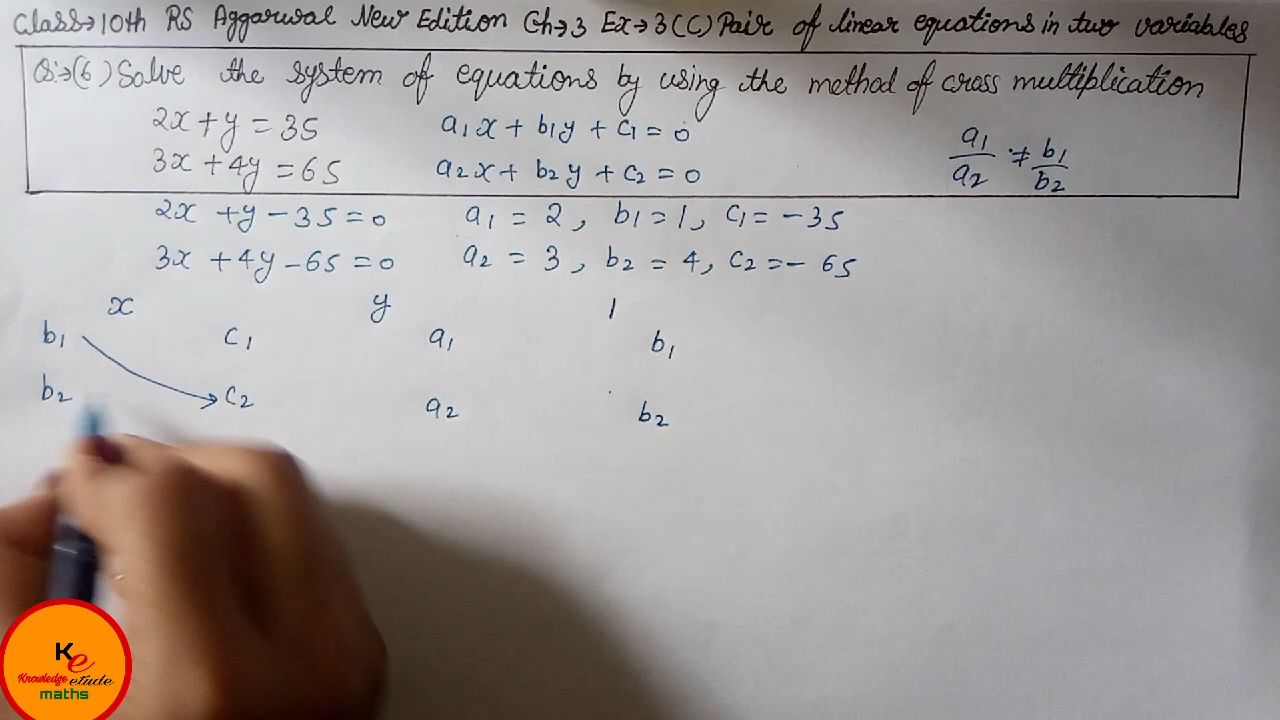 Class→10th RS Aggarwal New Edition Ch→3 Ex→3(C) Pair of linear equations in two variables
Q:→(6) Solve the system of equations by using the method of cross multiplication
2x + y = 35 a₁x + b₁y + c₁ = 0 a₁/a₂ ≠ b₁/b₂
3x + 4y = 65 a₂x + b₂y + c₂ = 0
2x + y - 35 = 0 a₁ = 2, b₁ = 1, c₁ = -35
3x + 4y - 65 = 0 a₂ = 3, b₂ = 4, c₂ = - 65
x y 1
b₁ c₁ a₁ b₁
b₂ c₂ a₂ b₂
Ke
Knowledge etude
maths